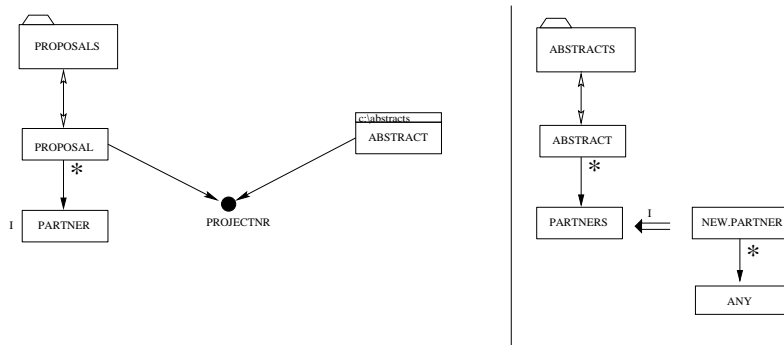 PROPOSALS
PROPOSAL
*
I PARTNER
PROJECTNR
c:\abstracts
ABSTRACT
ABSTRACTS
ABSTRACT
*
PARTNERS
I
NEW.PARTNER
*
ANY